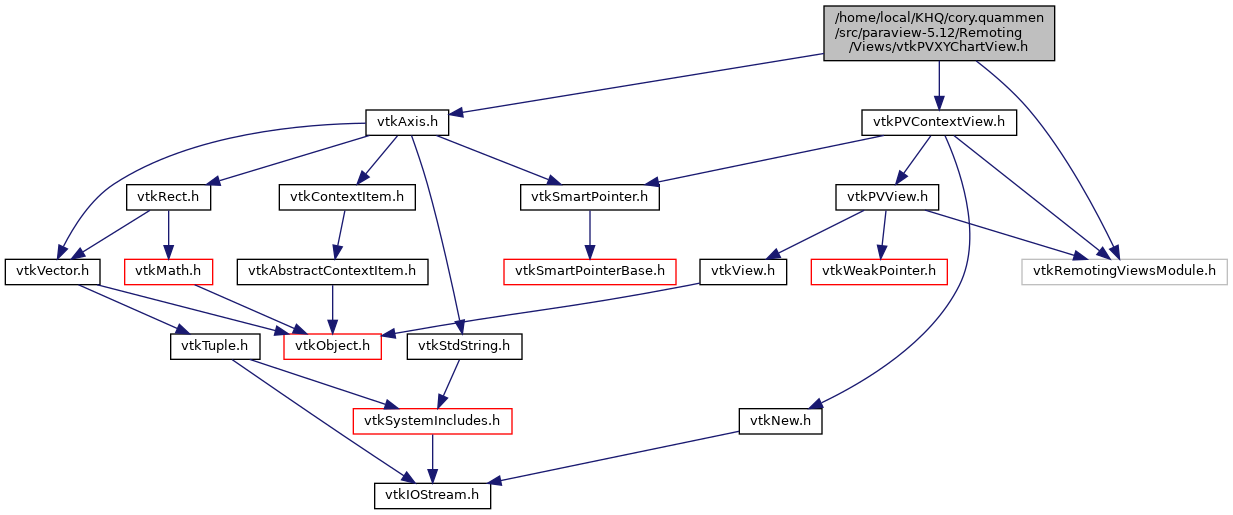 /home/local/KHQ/cory.quammen
/src/paraview-5.12/Remoting
/Views/vtkPVXYChartView.h
vtkAxis.h
vtkPVContextView.h
vtkRect.h
vtkContextItem.h
vtkSmartPointer.h
vtkPVView.h
vtkVector.h
vtkMath.h
vtkAbstractContextItem.h
vtkSmartPointerBase.h
vtkView.h
vtkWeakPointer.h
vtkRemotingViewsModule.h
vtkTuple.h
vtkObject.h
vtkStdString.h
vtkSystemIncludes.h
vtkNew.h
vtkIOStream.h